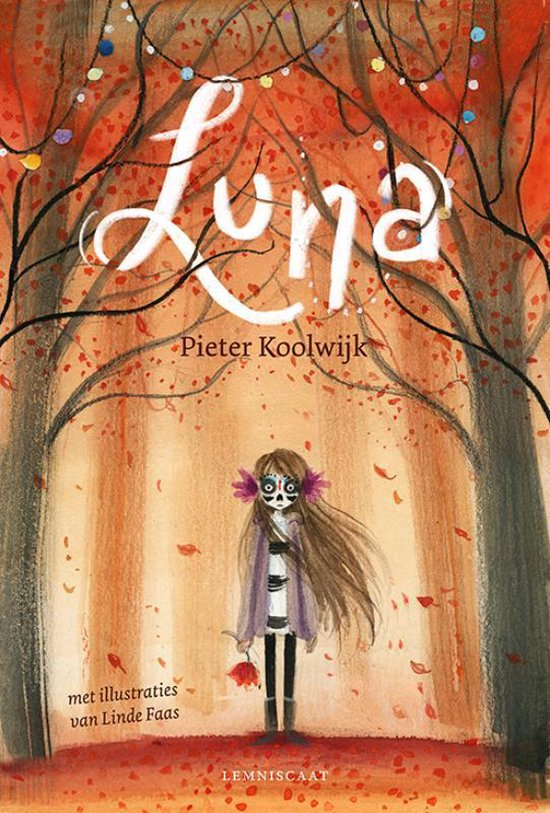 Luna
Pieter Koolwijk
met illustraties
van Linde Faas
LEMNISCAAT